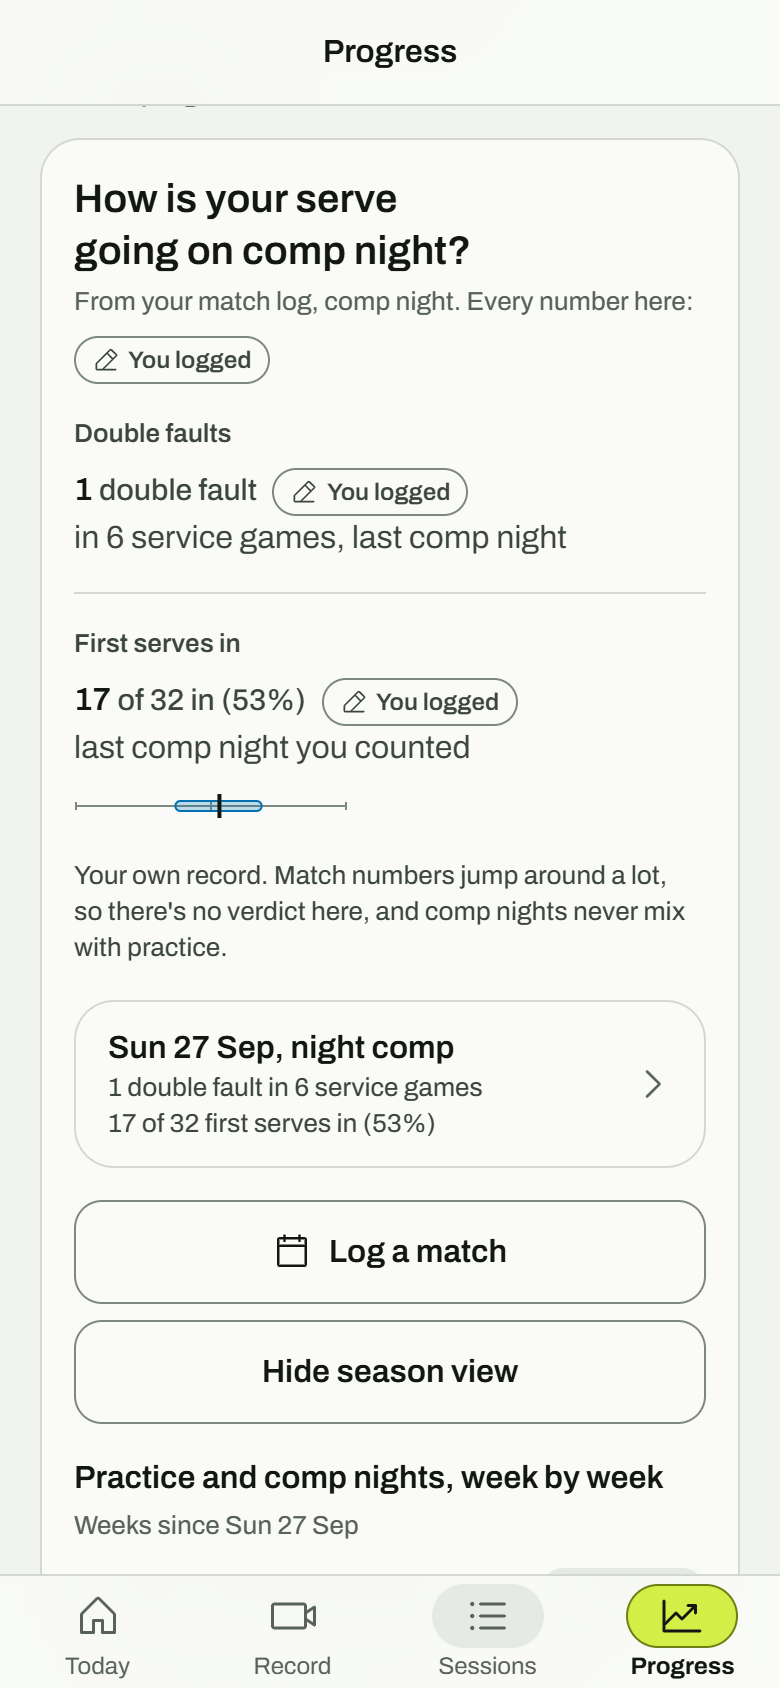 Progress
How is your serve
going on comp night?
From your match log, comp night. Every number here:
You logged
Double faults
1 double fault You logged
in 6 service games, last comp night
First serves in
17 of 32 in (53%) You logged
last comp night you counted
Your own record. Match numbers jump around a lot,
so there's no verdict here, and comp nights never mix
with practice.
Sun 27 Sep, night comp
1 double fault in 6 service games
17 of 32 first serves in (53%)
Log a match
Hide season view
Practice and comp nights, week by week
Weeks since Sun 27 Sep
Today
Record
Sessions
Progress